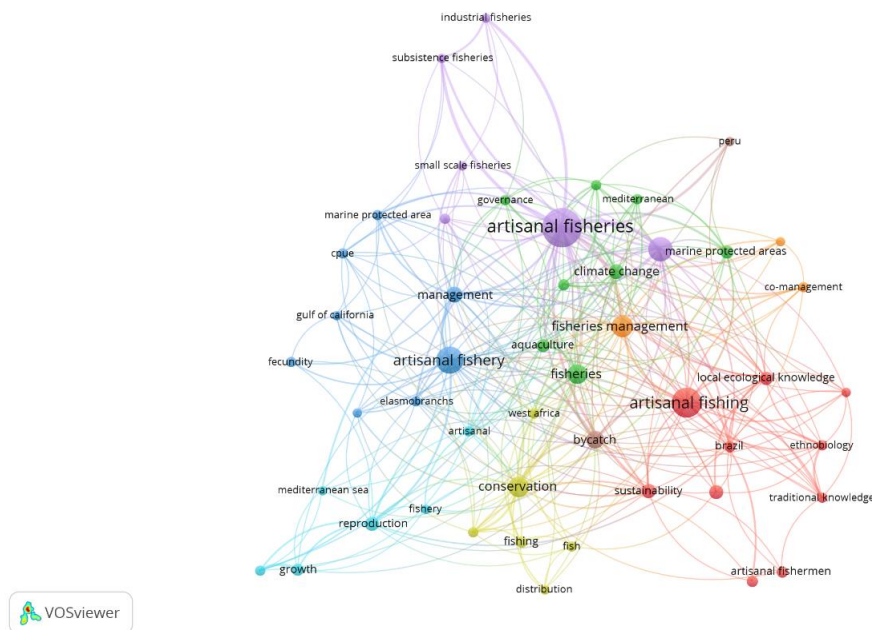 industrial fisheries
subsistence fisheries
peru
small scale fisheries
governance
mediterranean
marine protected area
artisanal fisheries
cpue
marine protected areas
climate change
co-management
management
gulf of california
fisheries management
aquaculture
fecundity
artisanal fishery
fisheries
local ecological knowledge
elasmobranchs
artisanal fishing
west africa
artisanal
bycatch
brazil
ethnobiology
mediterranean sea
conservation
sustainability
traditional knowledge
fishery
reproduction
fishing
fish
growth
artisanal fishermen
distribution
VOSviewer